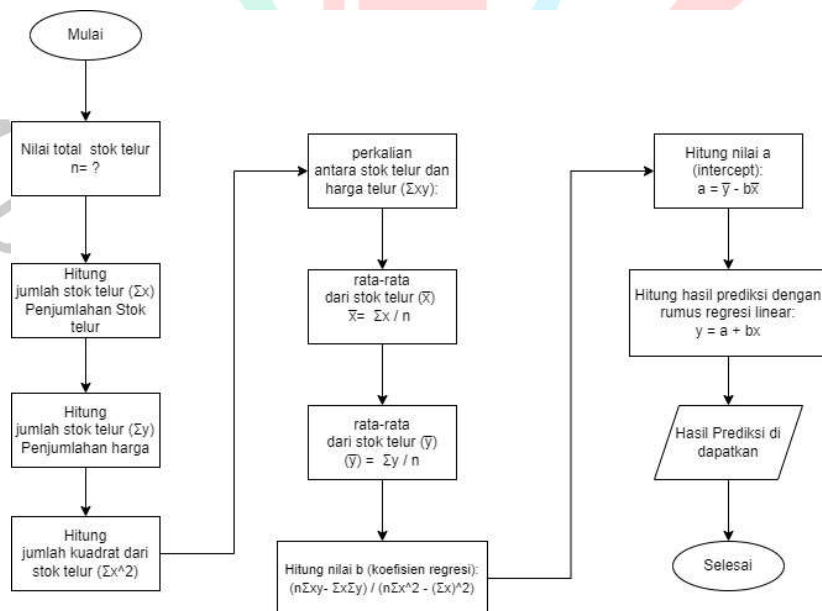 Mulai
Nilai total stok telur
n= ?
Hitung
jumlah stok telur (Σx)
Penjumlahan Stok
telur
Hitung
jumlah stok telur (Σy)
Penjumlahan harga
Hitung
jumlah kuadrat dari
stok telur (Σx^2)
perkalian
antara stok telur dan
harga telur (Σxy):
rata-rata
dari stok telur (x̅)
x̅= Σx / n
rata-rata
dari stok telur (y̅)
(y̅) = Σy / n
Hitung nilai b (koefisien regresi):
(nΣxy- ΣxΣy) / (nΣx^2 - (Σx)^2)
Hitung nilai a
(intercept):
a = y̅ - bx̅
Hitung hasil prediksi dengan
rumus regresi linear:
y = a + bx
Hasil Prediksi di
dapatkan
Selesai